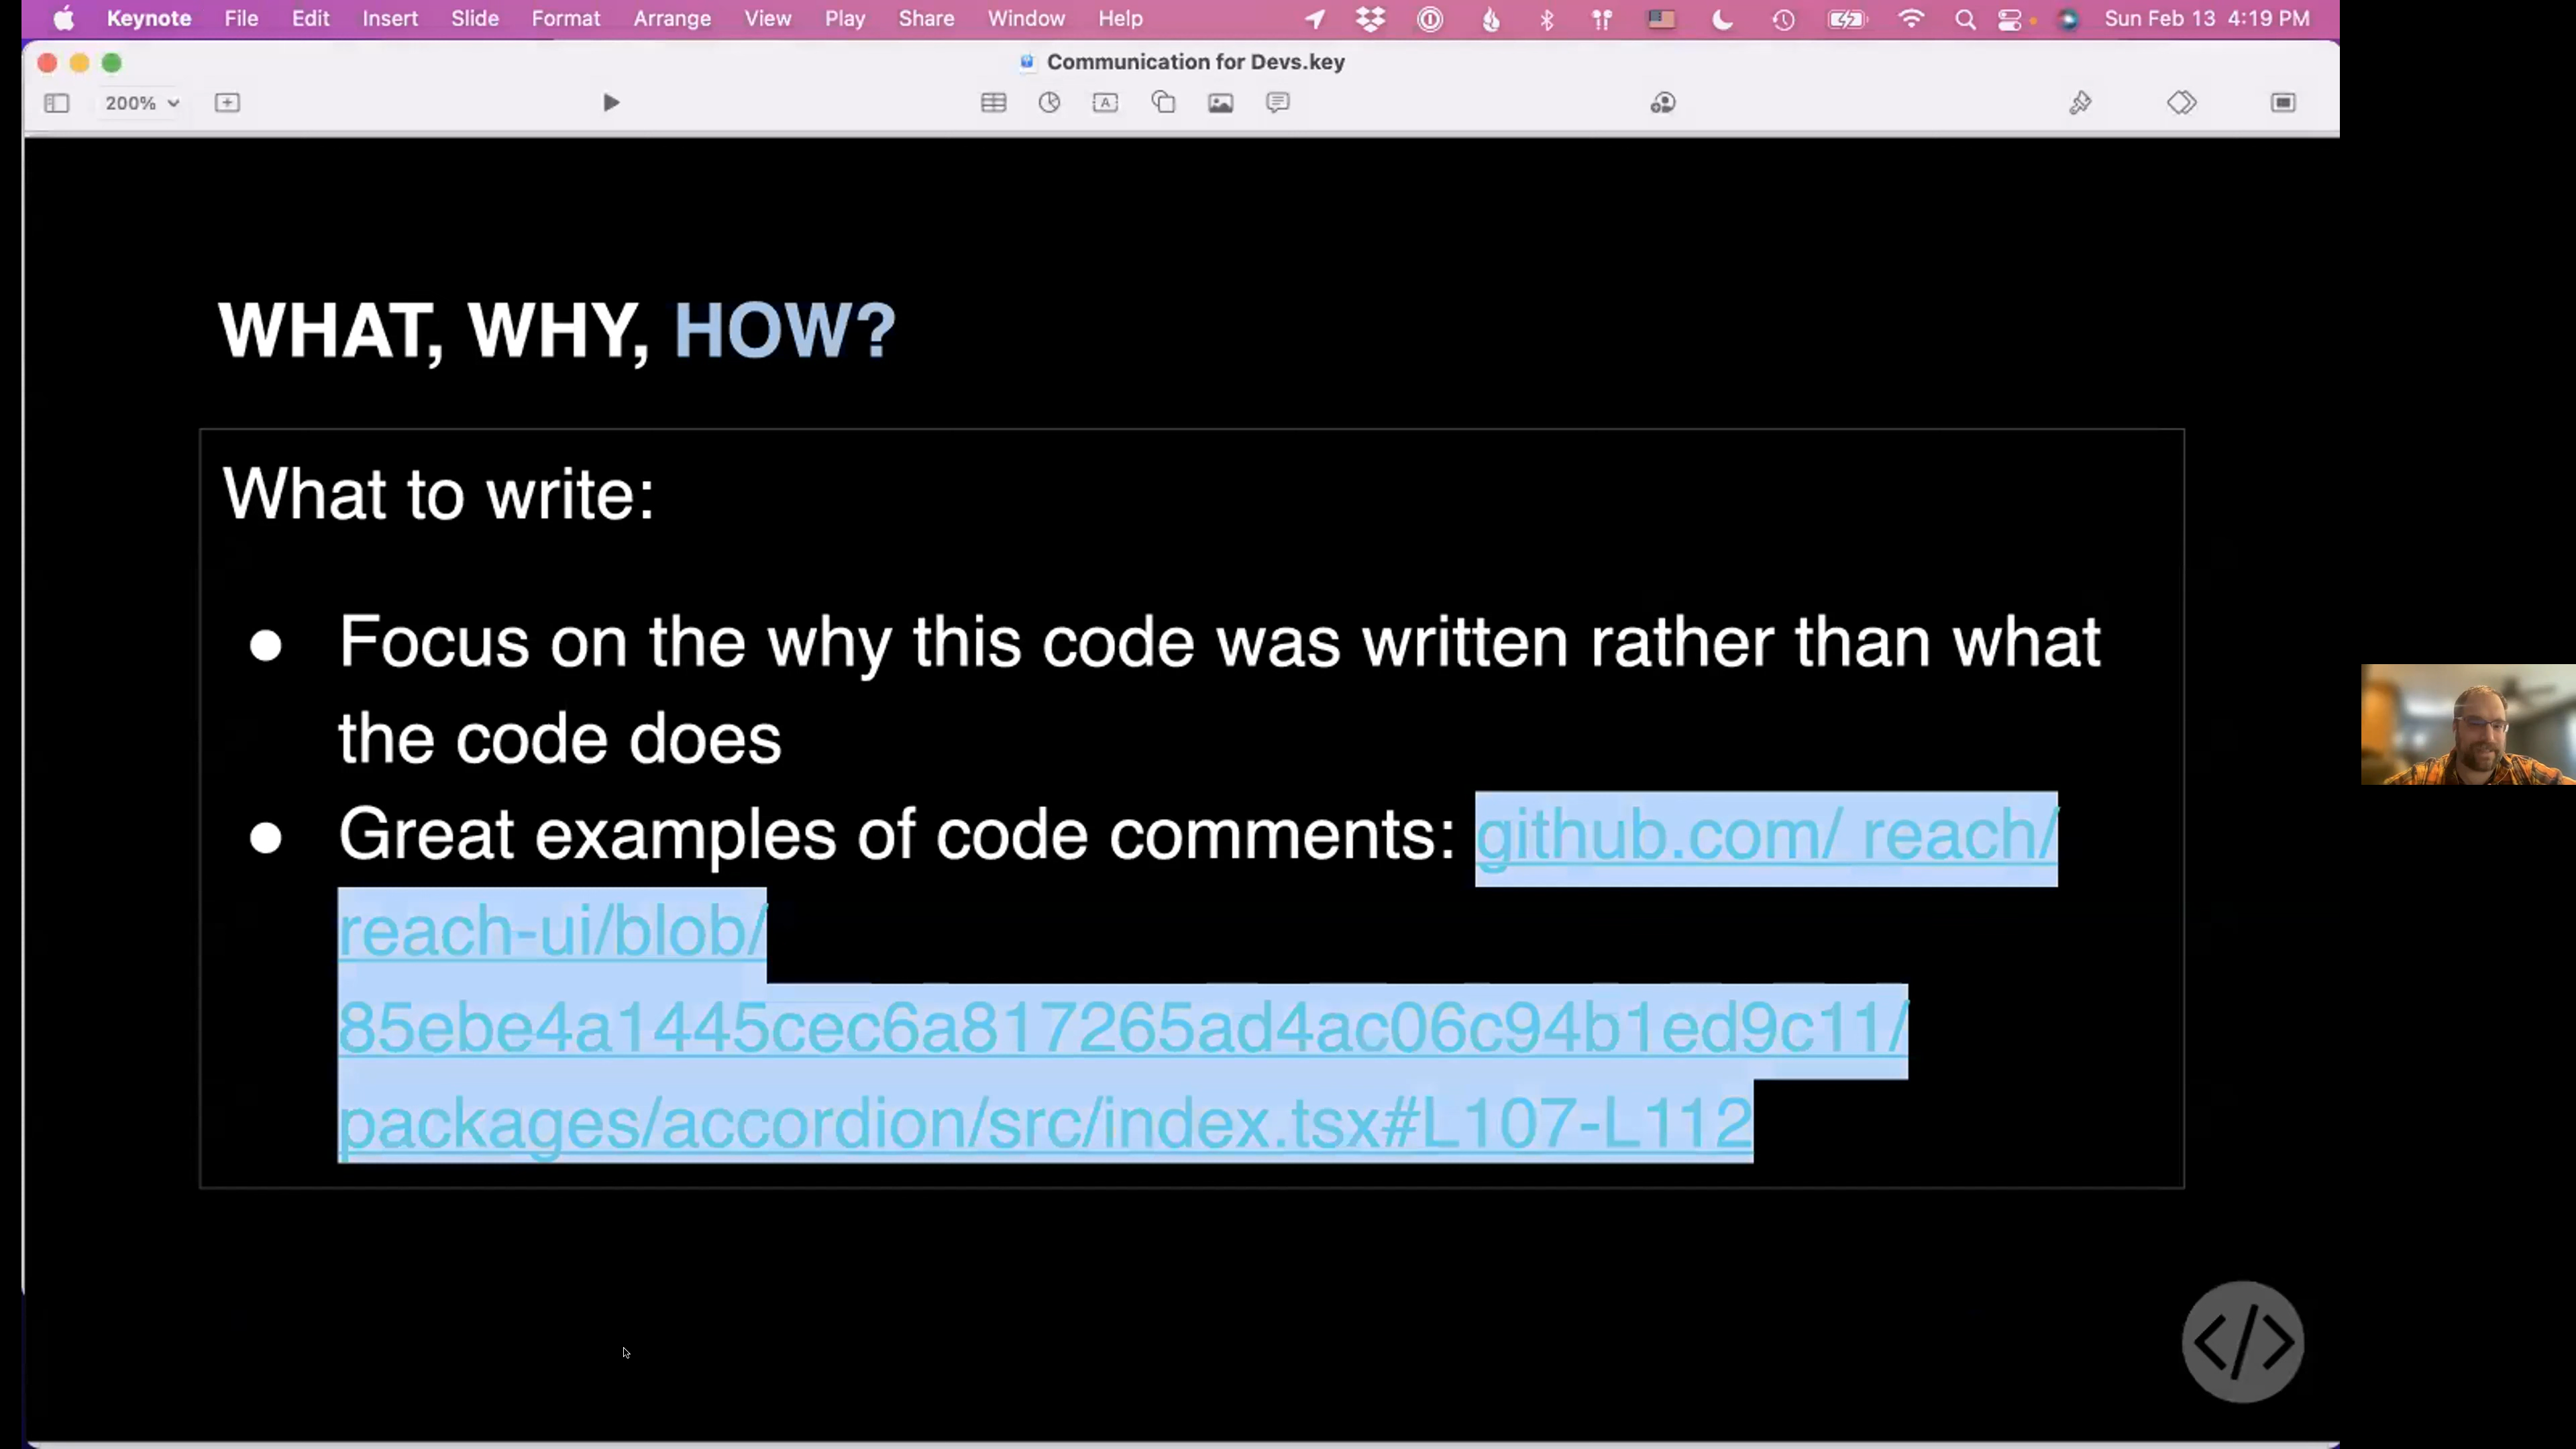 Keynote File Edit Insert Slide Format Arrange View Play Share Window Help Sun Feb 13 4:19 PM
Communication for Devs.key
200%
WHAT, WHY, HOW?
What to write:
● Focus on the why this code was written rather than what
the code does
● Great examples of code comments: github.com/ reach/
reach-ui/blob/
85ebe4a1445cec6a817265ad4ac06c94b1ed9c11/
packages/accordion/src/index.tsx#L107-L112